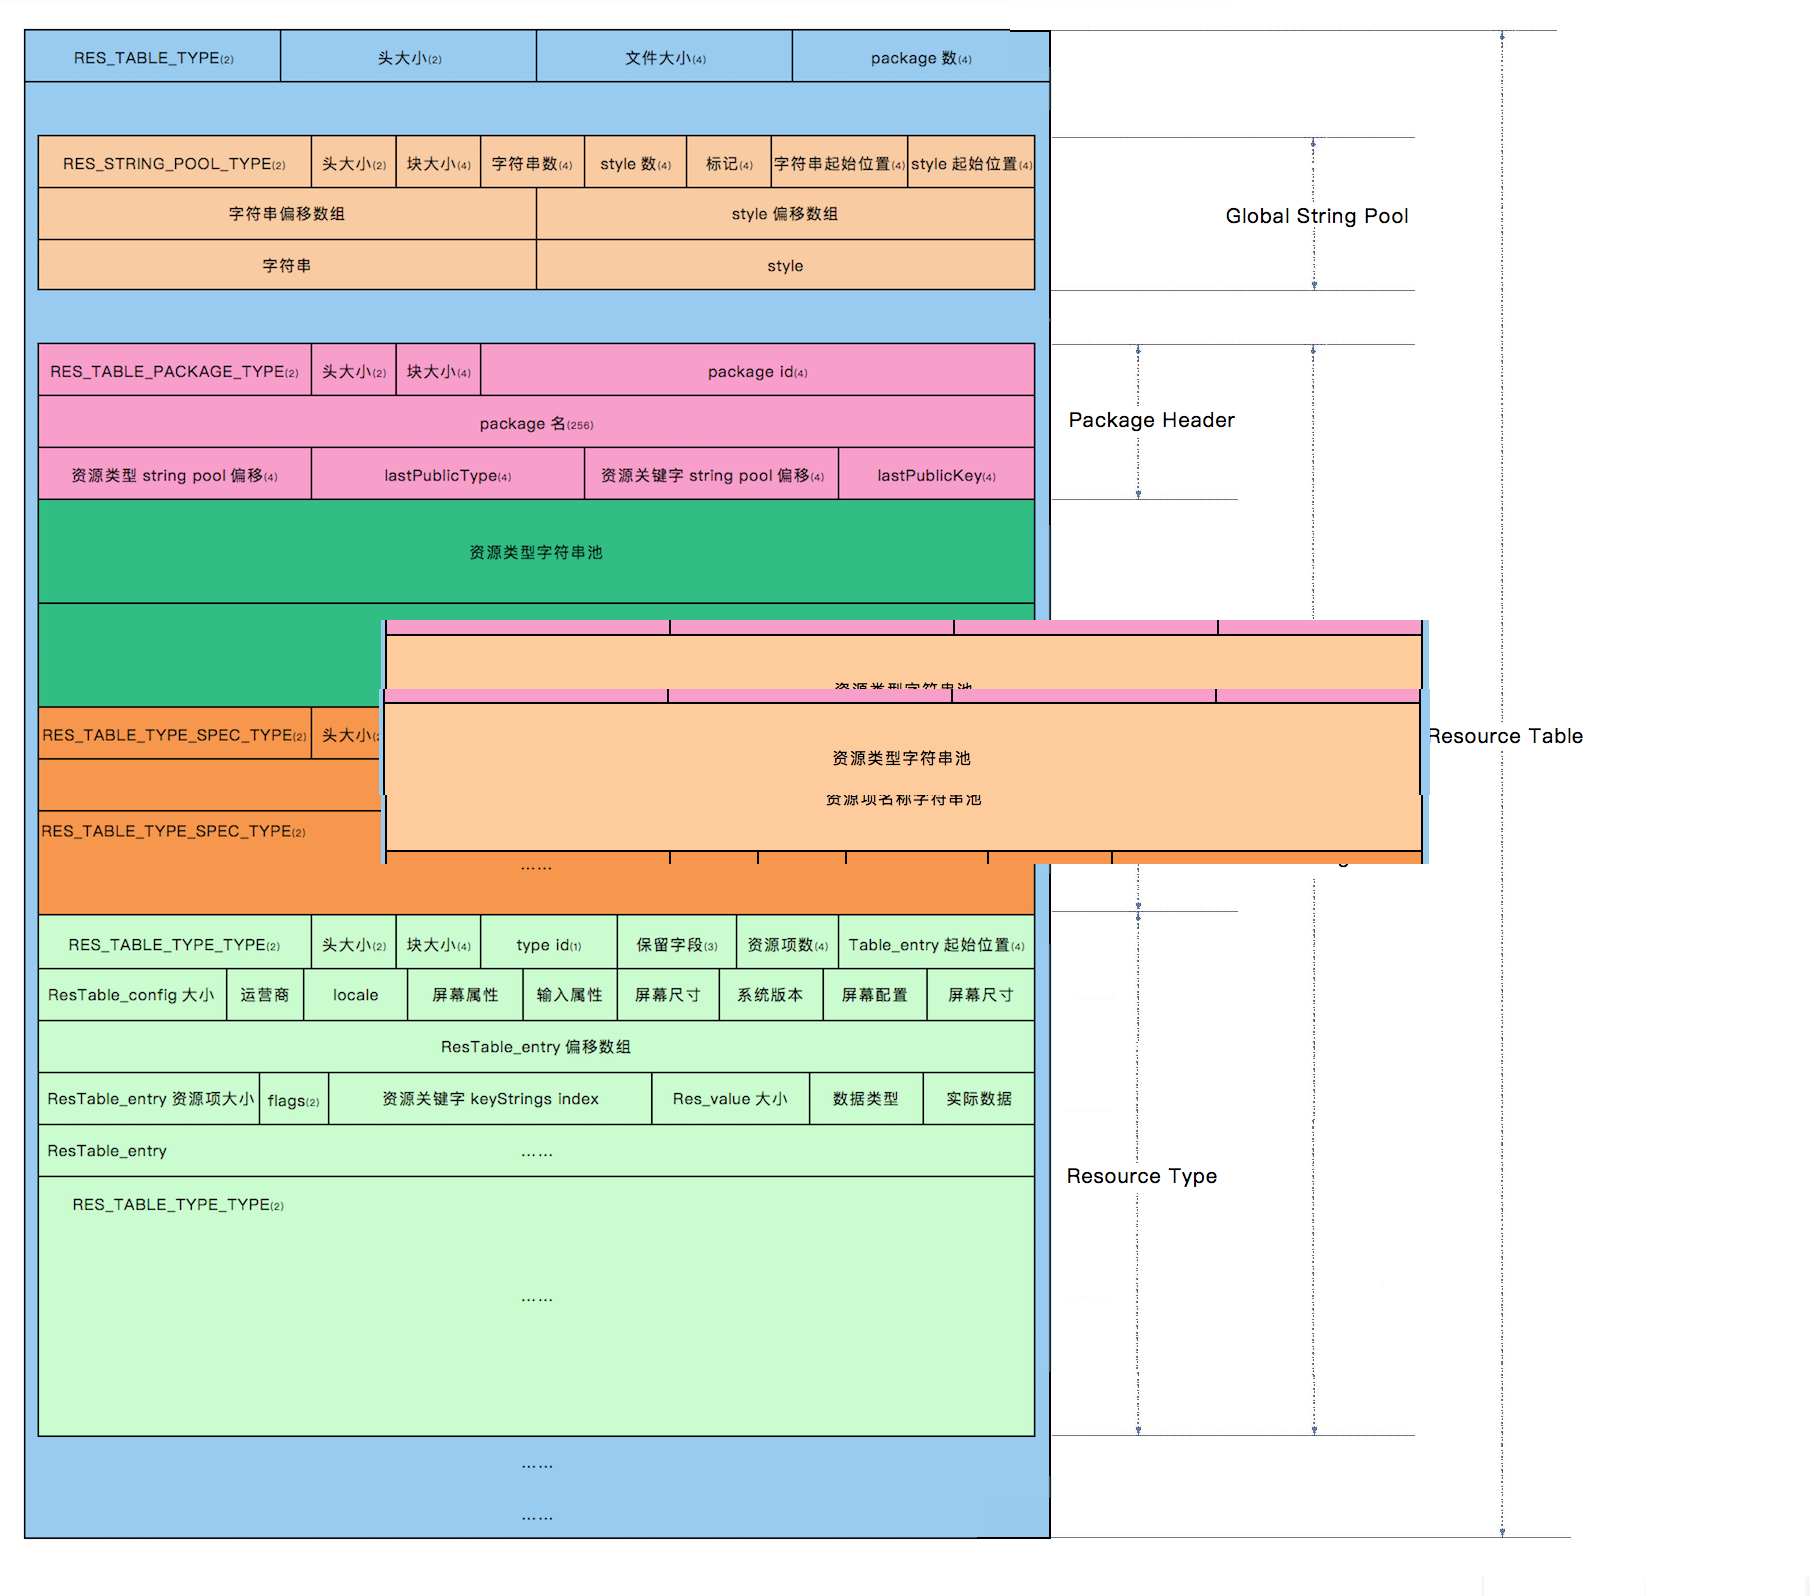 RES_TABLE_TYPE(2) 头大小(2) 文件大小(4) package 数(4)
RES_STRING_POOL_TYPE(2) 头大小(2) 块大小(4) 字符串数(4) style 数(4) 标记(4) 字符串起始位置(4) style 起始位置(4)
字符串偏移数组 style 偏移数组
Global String Pool
字符串 style
RES_TABLE_PACKAGE_TYPE(2) 头大小(2) 块大小(4) package id(4)
package 名(256)
Package Header
资源类型 string pool 偏移(4) lastPublicType(4) 资源关键字 string pool 偏移(4) lastPublicKey(4)
资源类型字符串池
资源类型字符串池
RES_TABLE_TYPE_SPEC_TYPE(2) 头大小(2
Resource Table
资源类型字符串池
资源项名称字符串池
RES_TABLE_TYPE_SPEC_TYPE(2)
……
RES_TABLE_TYPE_TYPE(2) 头大小(2) 块大小(4) type id(1) 保留字段(3) 资源项数(4) Table_entry 起始位置(4)
ResTable_config 大小 运营商 locale 屏幕属性 输入属性 屏幕尺寸 系统版本 屏幕配置 屏幕尺寸
ResTable_entry 偏移数组
ResTable_entry 资源项大小 flags(2) 资源关键字 keyStrings index Res_value 大小 数据类型 实际数据
ResTable_entry ……
Resource Type
RES_TABLE_TYPE_TYPE(2)
……
……
……